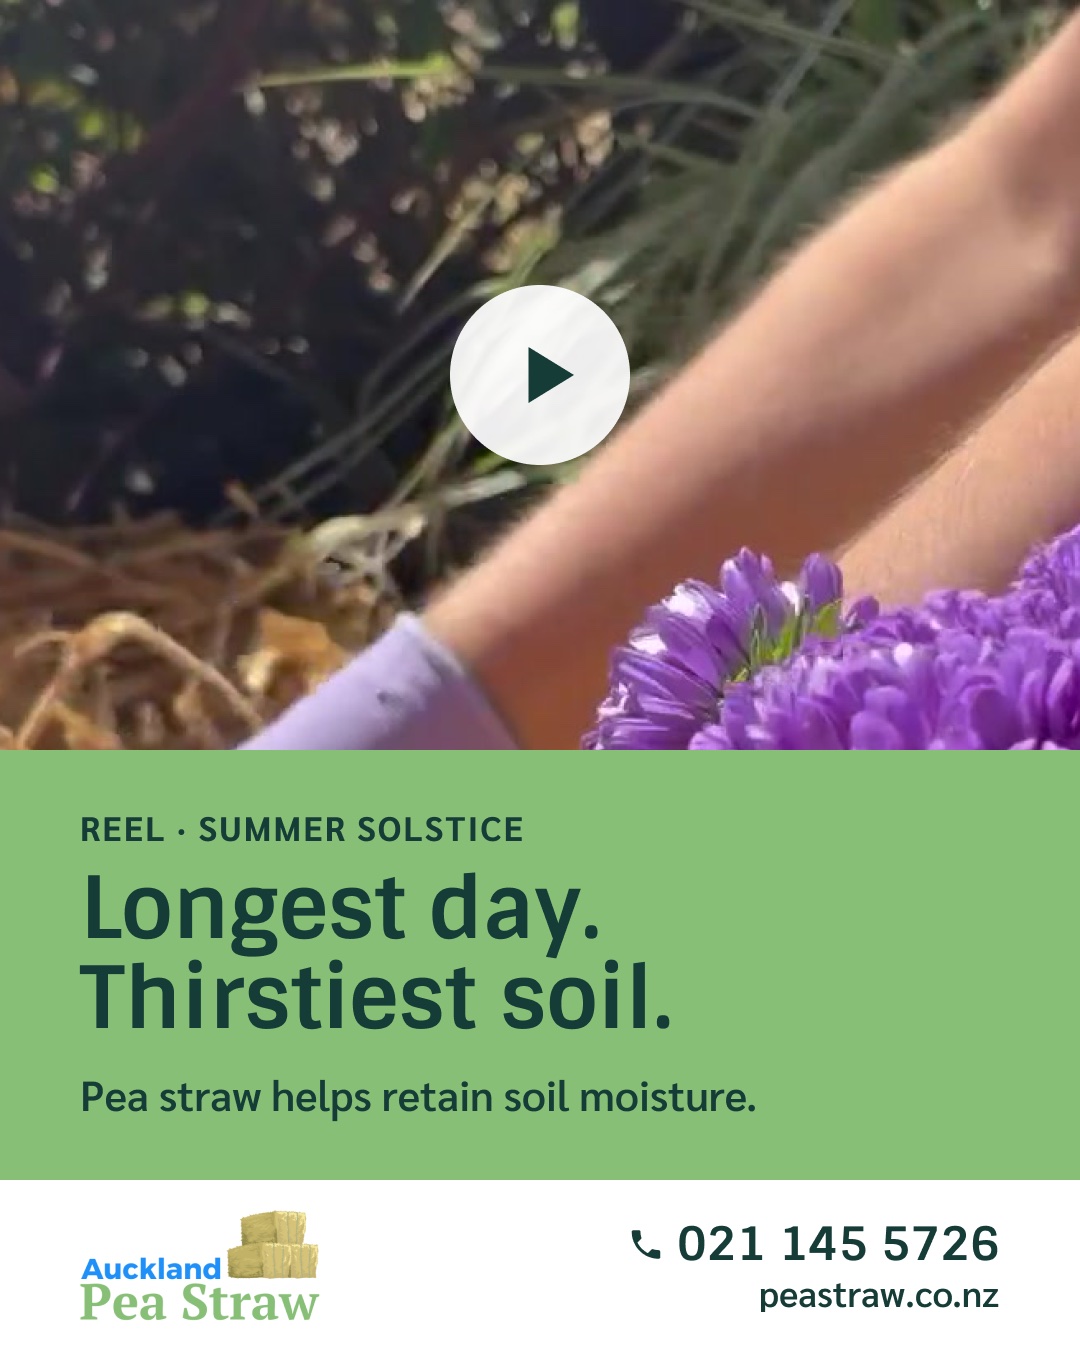 REEL · SUMMER SOLSTICE
Longest day.
Thirstiest soil.
Pea straw helps retain soil moisture.
Auckland
Pea Straw
021 145 5726
peastraw.co.nz